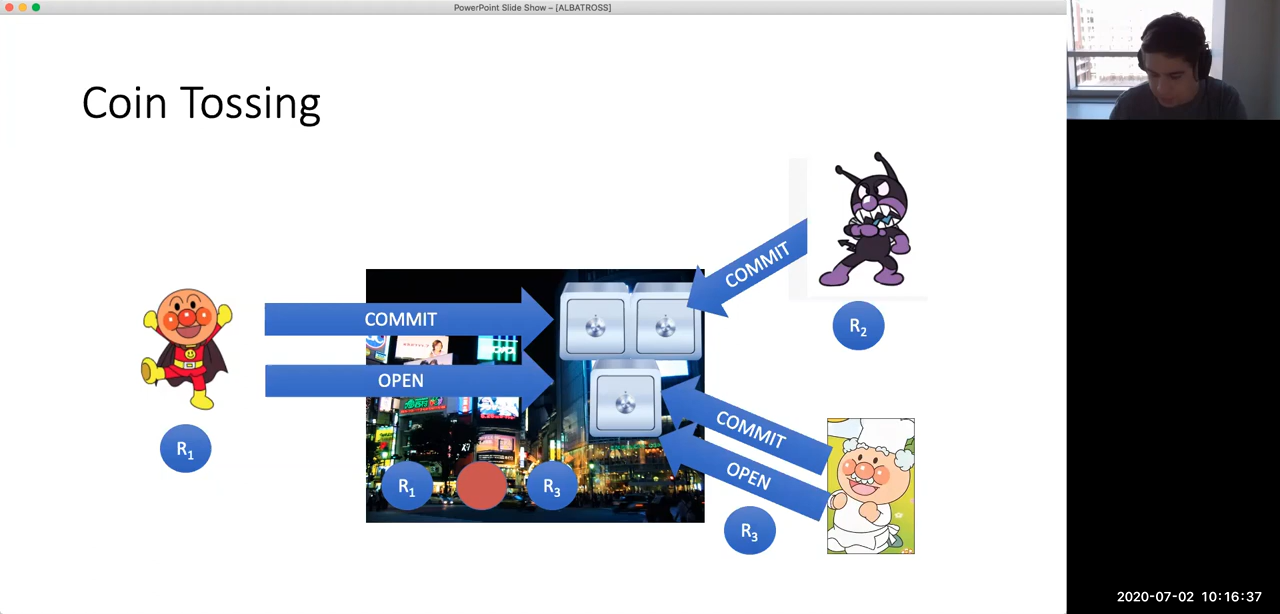 PowerPoint Slide Show – [ALBATROSS]
Coin Tossing
COMMIT
COMMIT
R2
OPEN
COMMIT
OPEN
R1
R1
R3
R3
2020-07-02 10:16:37